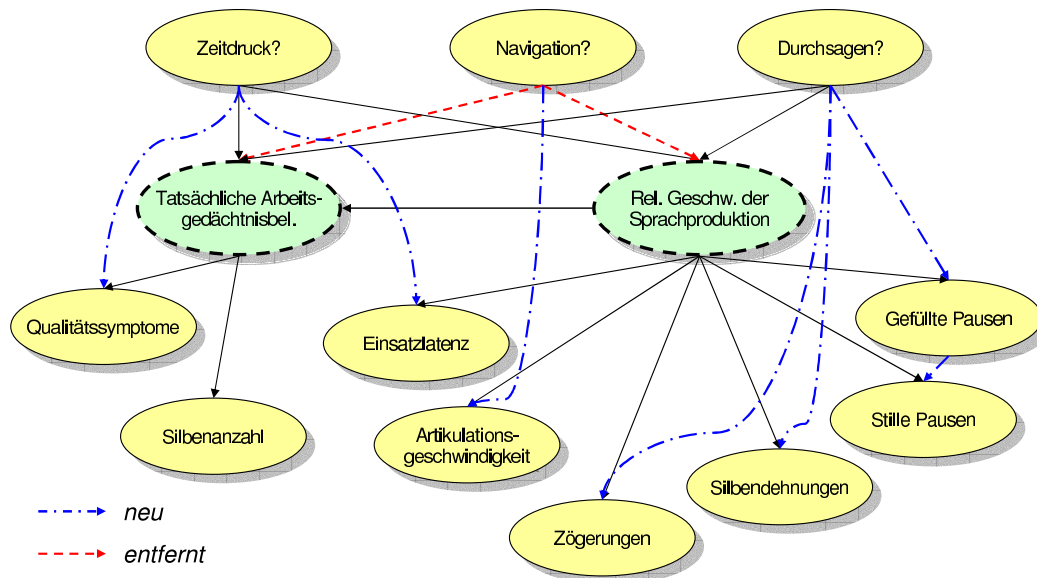 Zeitdruck?
Navigation?
Durchsagen?
Tatsächliche Arbeits-
gedächtnisbel.
Rel. Geschw. der
Sprachproduktion
Qualitätssymptome
Einsatzlatenz
Gefüllte Pausen
Silbenanzahl
Artikulations-
geschwindigkeit
Stille Pausen
Silbendehnungen
Zögerungen
neu
entfernt